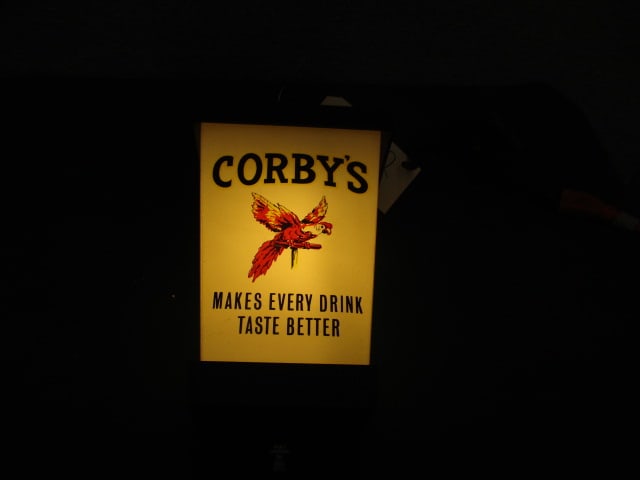 CORBY'S
MAKES EVERY DRINK
TASTE BETTER